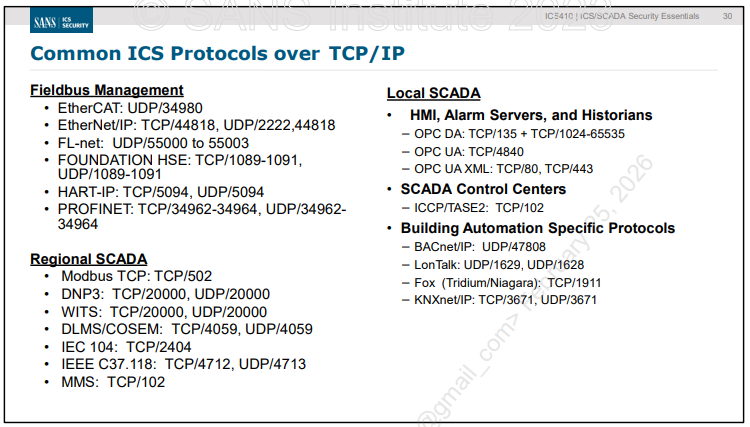 © SANS Institute 2026
SANS ICS SECURITY
ICS410 | ICS/SCADA Security Essentials 30
Common ICS Protocols over TCP/IP
Fieldbus Management
• EtherCAT: UDP/34980
• EtherNet/IP: TCP/44818, UDP/2222,44818
• FL-net: UDP/55000 to 55003
• FOUNDATION HSE: TCP/1089-1091,
UDP/1089-1091
• HART-IP: TCP/5094, UDP/5094
• PROFINET: TCP/34962-34964, UDP/34962-
34964
Regional SCADA
• Modbus TCP: TCP/502
• DNP3: TCP/20000, UDP/20000
• WITS: TCP/20000, UDP/20000
• DLMS/COSEM: TCP/4059, UDP/4059
• IEC 104: TCP/2404
• IEEE C37.118: TCP/4712, UDP/4713
• MMS: TCP/102
Local SCADA
• HMI, Alarm Servers, and Historians
– OPC DA: TCP/135 + TCP/1024-65535
– OPC UA: TCP/4840
– OPC UA XML: TCP/80, TCP/443
• SCADA Control Centers
– ICCP/TASE2: TCP/102
• Building Automation Specific Protocols
– BACnet/IP: UDP/47808
– LonTalk: UDP/1629, UDP/1628
– Fox (Tridium/Niagara): TCP/1911
– KNXnet/IP: TCP/3671, UDP/3671
@gmail_com> February 25, 2026